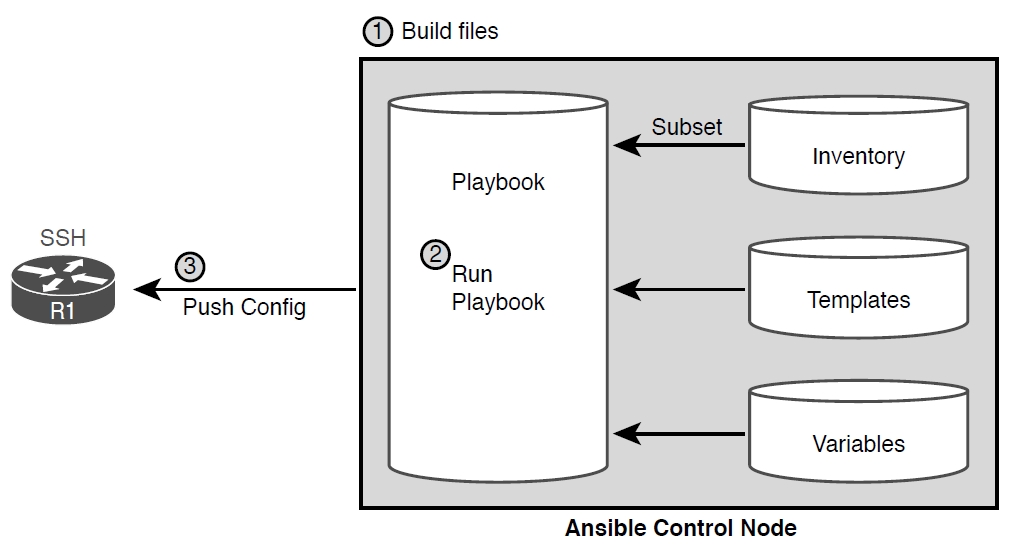 1 Build files
Subset
Inventory
Playbook
SSH
2
3
Run
Playbook
Templates
R1
Push Config
Variables
Ansible Control Node